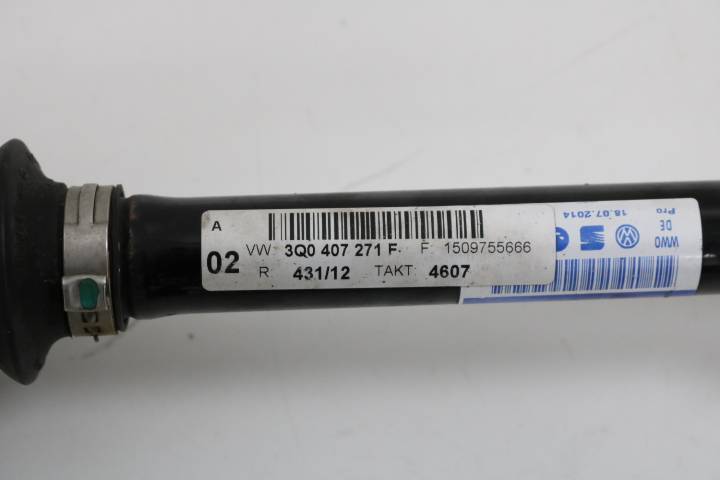 A
02 VW 3Q0 407 271 F F 1509755666
R 431/12 TAKT 4607
WWO
DE
Pro
18.07.2014